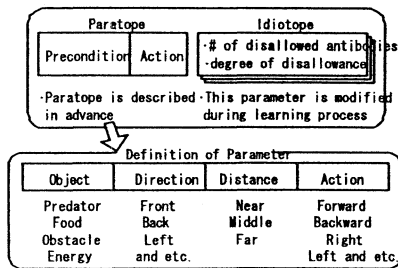 Paratope Idiotope
Precondition Action
·# of disallowed antibodies
·degree of disallowance
·Paratope is described in advance
·This parameter is modified during learning process
Definition of Parameter
Object Direction Distance Action
Predator Front Near Forward
Food Back Middle Backward
Obstacle Left Far Right
Energy and etc. Left and etc.